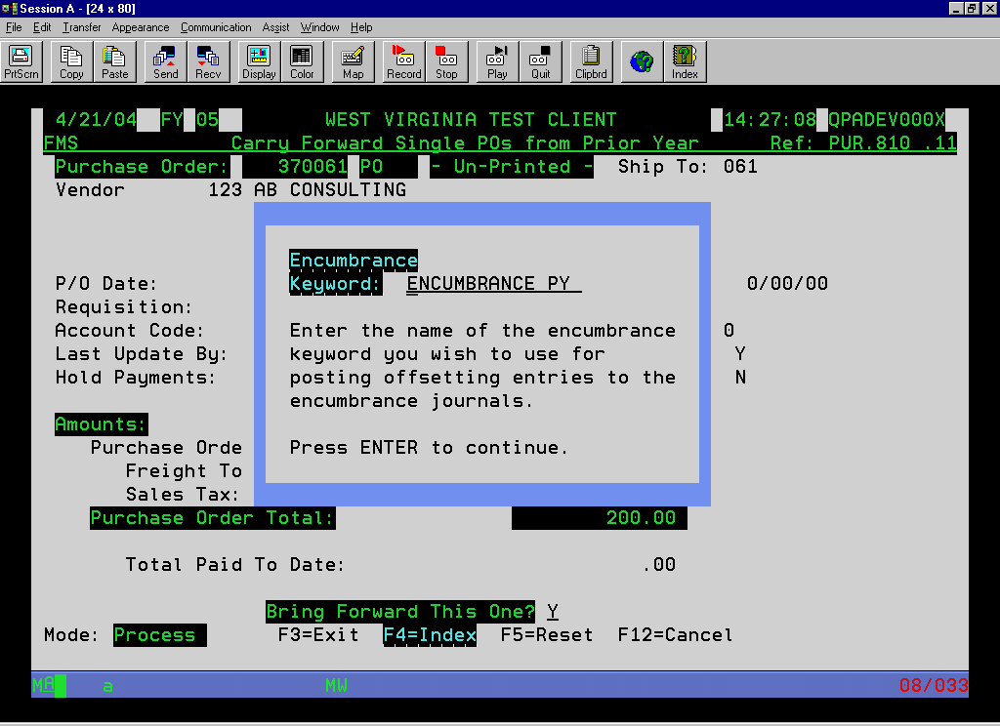 Session A - [24 x 80]
File Edit Transfer Appearance Communication Assist Window Help
PrtScrn Copy Paste Send Recv Display Color Map Record Stop Play Quit Clipbrd Index
4/21/04 FY 05 WEST VIRGINIA TEST CLIENT 14:27:08 QPADEV000X
FMS Carry Forward Single POs from Prior Year Ref: PUR.810 .11
Purchase Order: 370061 PO - Un-Printed - Ship To: 061
Vendor 123 AB CONSULTING
Encumbrance
P/O Date: Keyword: ENCUMBRANCE PY 0/00/00
Requisition:
Account Code: Enter the name of the encumbrance 0
Last Update By: keyword you wish to use for Y
Hold Payments: posting offsetting entries to the N
encumbrance journals.
Amounts:
Purchase Orde Press ENTER to continue.
Freight To
Sales Tax:
Purchase Order Total: 200.00
Total Paid To Date: .00
Bring Forward This One? Y
Mode: Process F3=Exit F4=Index F5=Reset F12=Cancel
MA a MW 08/033